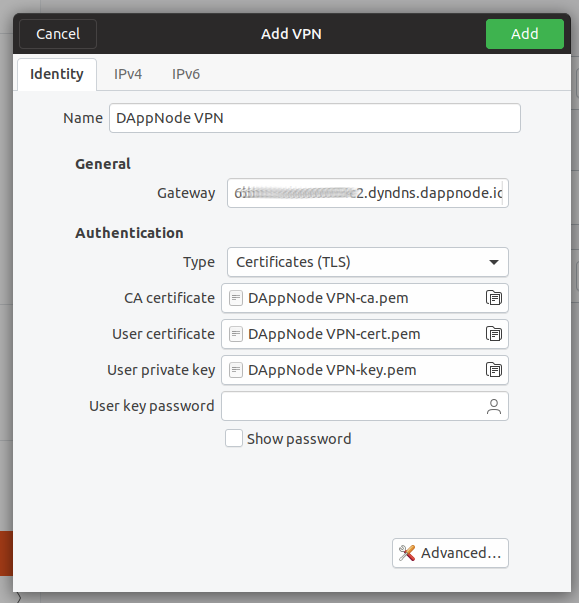 Cancel Add VPN Add
Identity IPv4 IPv6
Name DAppNode VPN
General
Gateway 2.dyndns.dappnode.io
Authentication
Type Certificates (TLS)
CA certificate DAppNode VPN-ca.pem
User certificate DAppNode VPN-cert.pem
User private key DAppNode VPN-key.pem
User key password
Show password
Advanced...